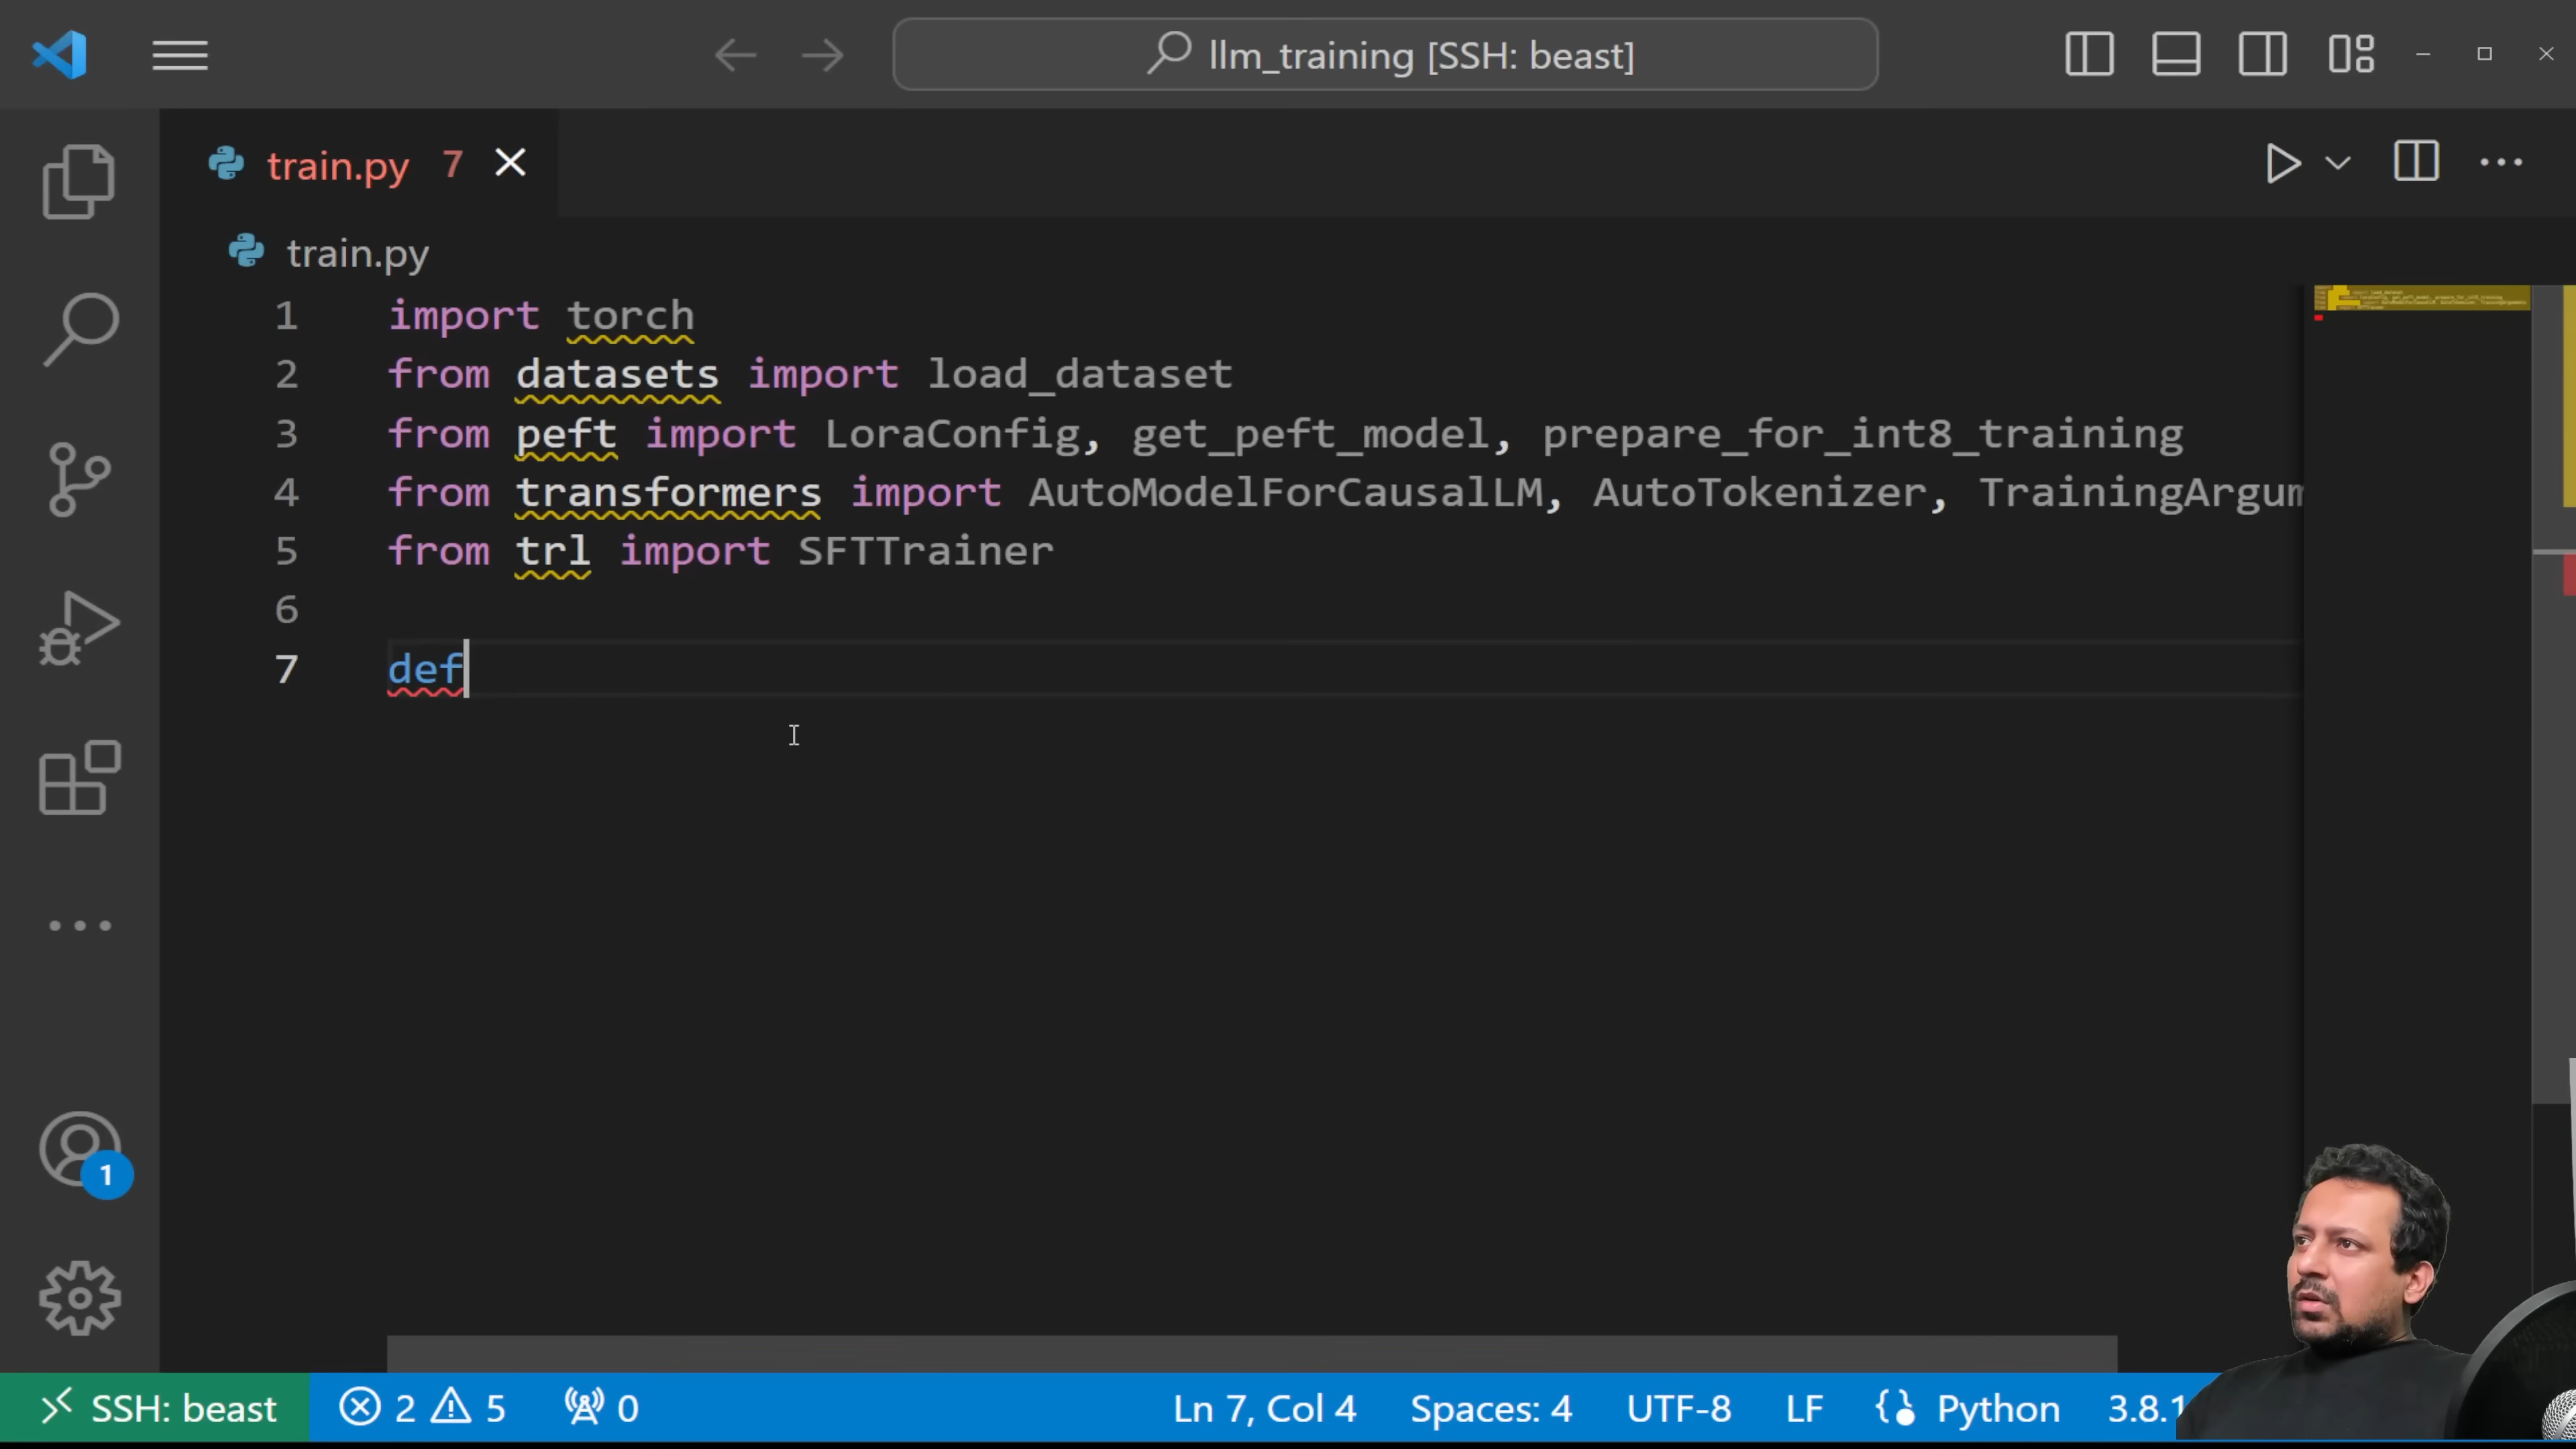 llm_training [SSH: beast]
train.py 7
train.py
1 import torch
2 from datasets import load_dataset
3 from peft import LoraConfig, get_peft_model, prepare_for_int8_training
4 from transformers import AutoModelForCausalLM, AutoTokenizer, TrainingArgum
5 from trl import SFTTrainer
6
7 def
1
SSH: beast 2 5 0 Ln 7, Col 4 Spaces: 4 UTF-8 LF Python 3.8.1